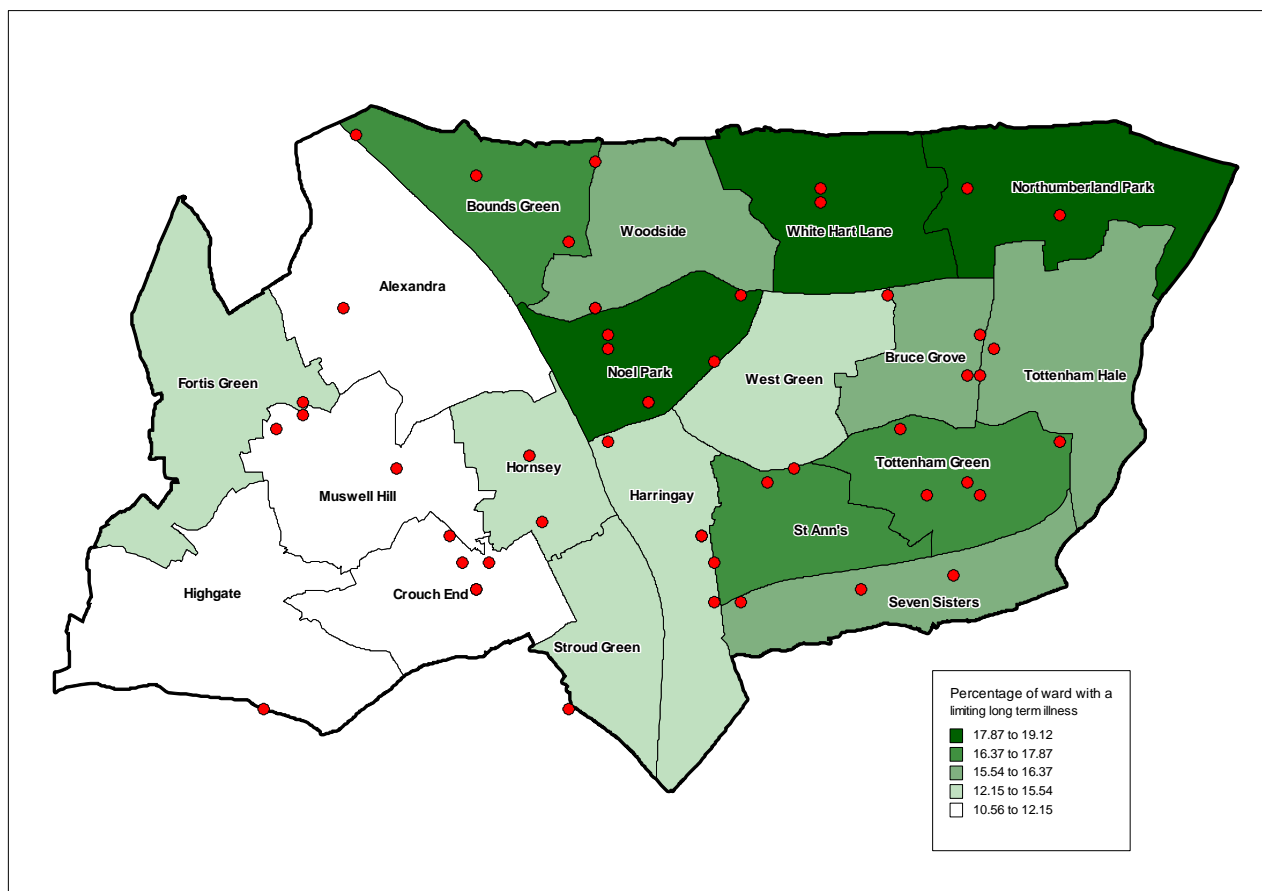 Northumberland Park
Bounds Green
Woodside
White Hart Lane
Alexandra
Bruce Grove
Noel Park
West Green
Tottenham Hale
Fortis Green
Tottenham Green
Hornsey
Muswell Hill
Harringay
St Ann's
Highgate
Crouch End
Seven Sisters
Stroud Green
Percentage of ward with a
limiting long term illness
17.87 to 19.12
16.37 to 17.87
15.54 to 16.37
12.15 to 15.54
10.56 to 12.15